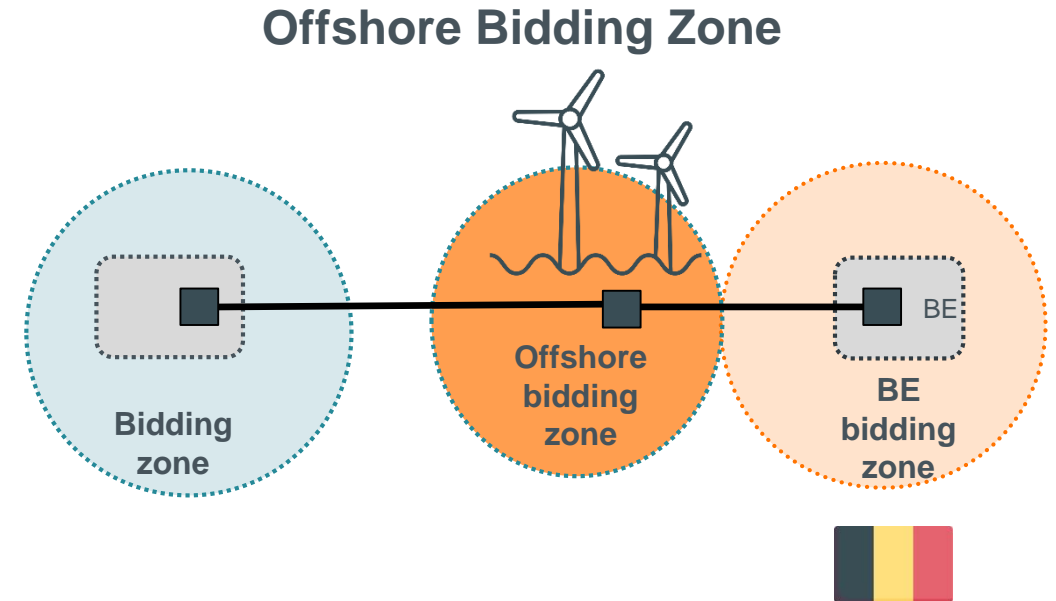 Offshore Bidding Zone
BE
Offshore
bidding
zone
BE
bidding
zone
Bidding
zone